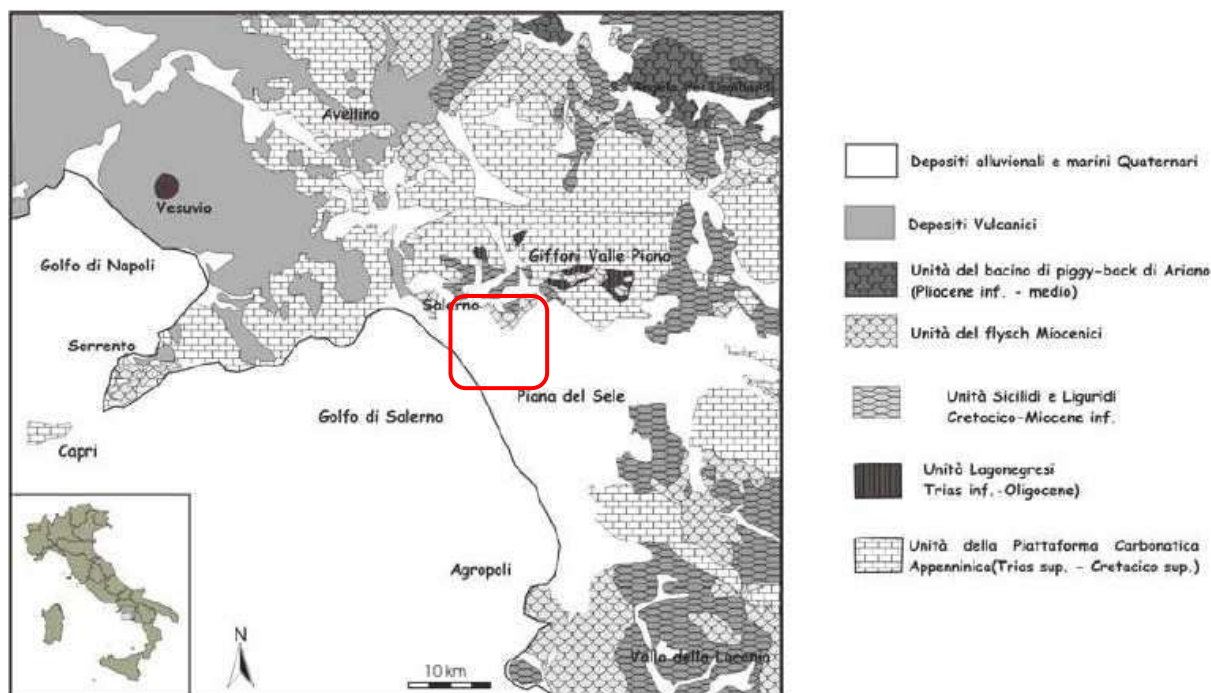 Avellino
S. Angelo Dei Lombardi
Vesuvio
Golfo di Napoli
Giffoni Valle Piana
Salerno
Sorrento
Piana del Sele
Golfo di Salerno
Capri
Agropoli
N
10 km
Vallo della Lucania
Depositi alluvionali e marini Quaternari
Depositi Vulcanici
Unità del bacino di piggy-back di Ariano
(Pliocene inf. - medio)
Unità del flysch Miocenici
Unità Sicilidi e Liguridi
Cretacico-Miocene inf.
Unità Lagonegresi
Trias inf.-Oligocene)
Unità della Piattaforma Carbonatica
Appenninica(Trias sup. - Cretacico sup.)